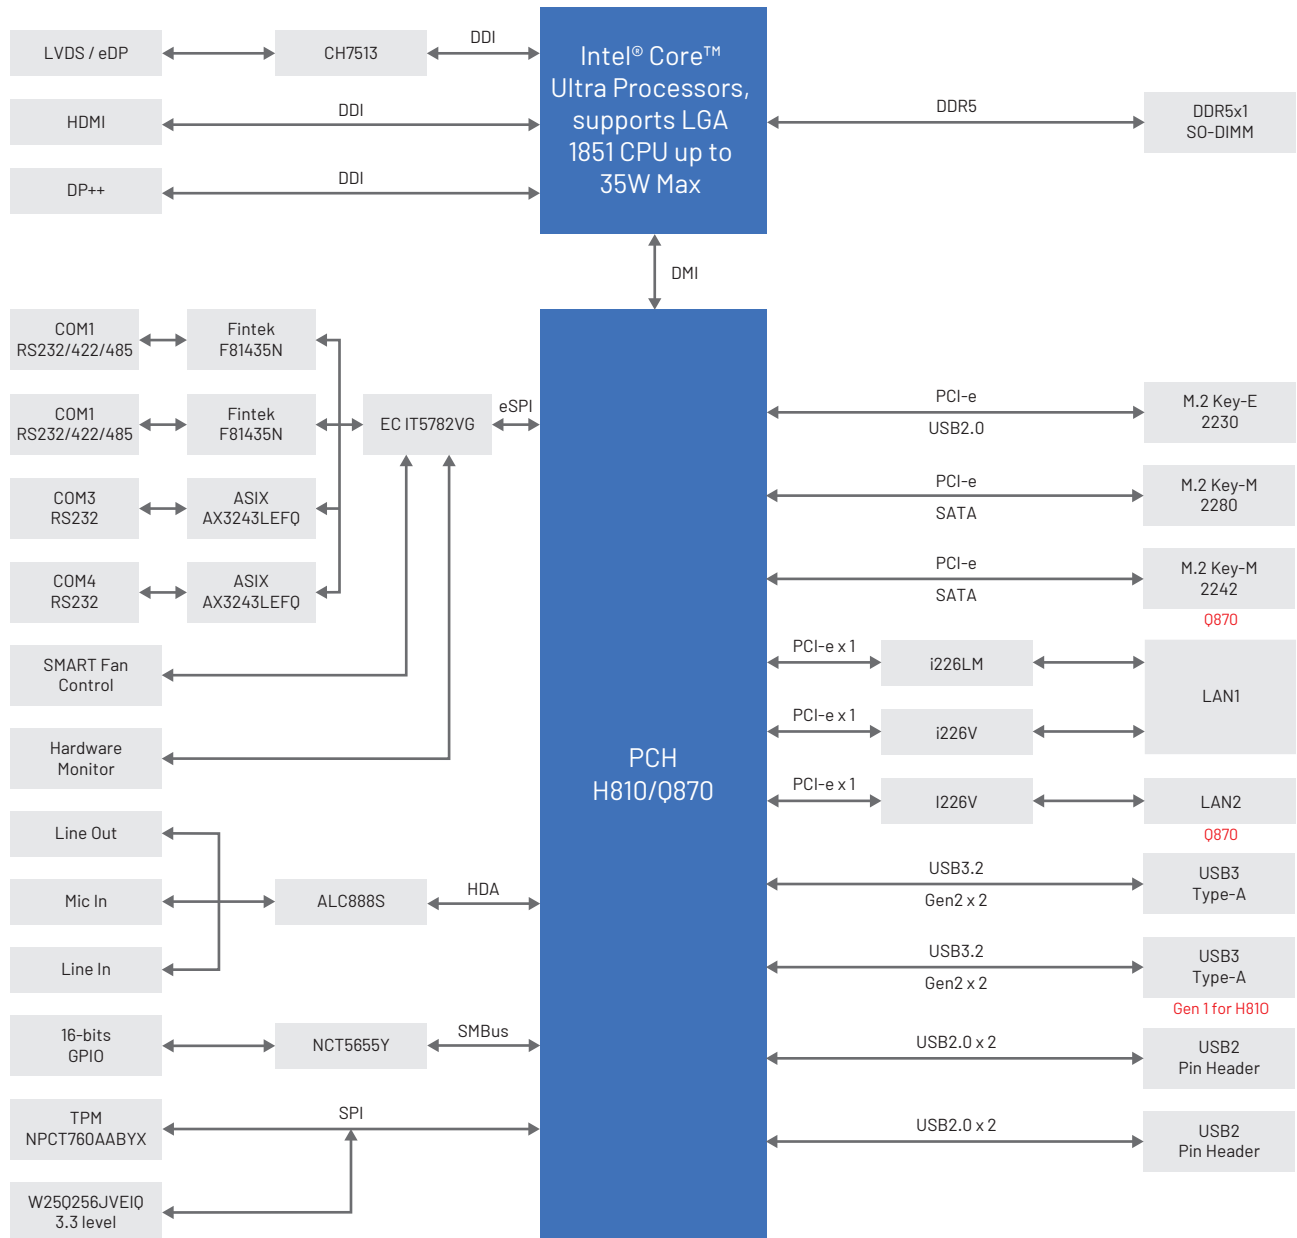 LVDS / eDP
CH7513
DDI
HDMI
DDI
DP++
DDI
Intel® Core™
Ultra Processors,
supports LGA
1851 CPU up to
35W Max
DDR5
DDR5x1
SO-DIMM
DMI
COM1
RS232/422/485
Fintek
F81435N
COM1
RS232/422/485
Fintek
F81435N
EC IT5782VG
eSPI
COM3
RS232
ASIX
AX3243LEFQ
COM4
RS232
ASIX
AX3243LEFQ
SMART Fan
Control
Hardware
Monitor
Line Out
Mic In
Line In
ALC888S
HDA
16-bits
GPIO
NCT5655Y
SMBus
TPM
NPCT760AABYX
SPI
W25Q256JVEIQ
3.3 level
PCH
H810/Q870
PCI-e
USB2.0
M.2 Key-E
2230
PCI-e
SATA
M.2 Key-M
2280
PCI-e
SATA
M.2 Key-M
2242
Q870
PCI-e x 1
i226LM
LAN1
PCI-e x 1
i226V
PCI-e x 1
I226V
LAN2
Q870
USB3.2
Gen2 x 2
USB3
Type-A
USB3.2
Gen2 x 2
USB3
Type-A
Gen 1 for H810
USB2.0 x 2
USB2
Pin Header
USB2.0 x 2
USB2
Pin Header